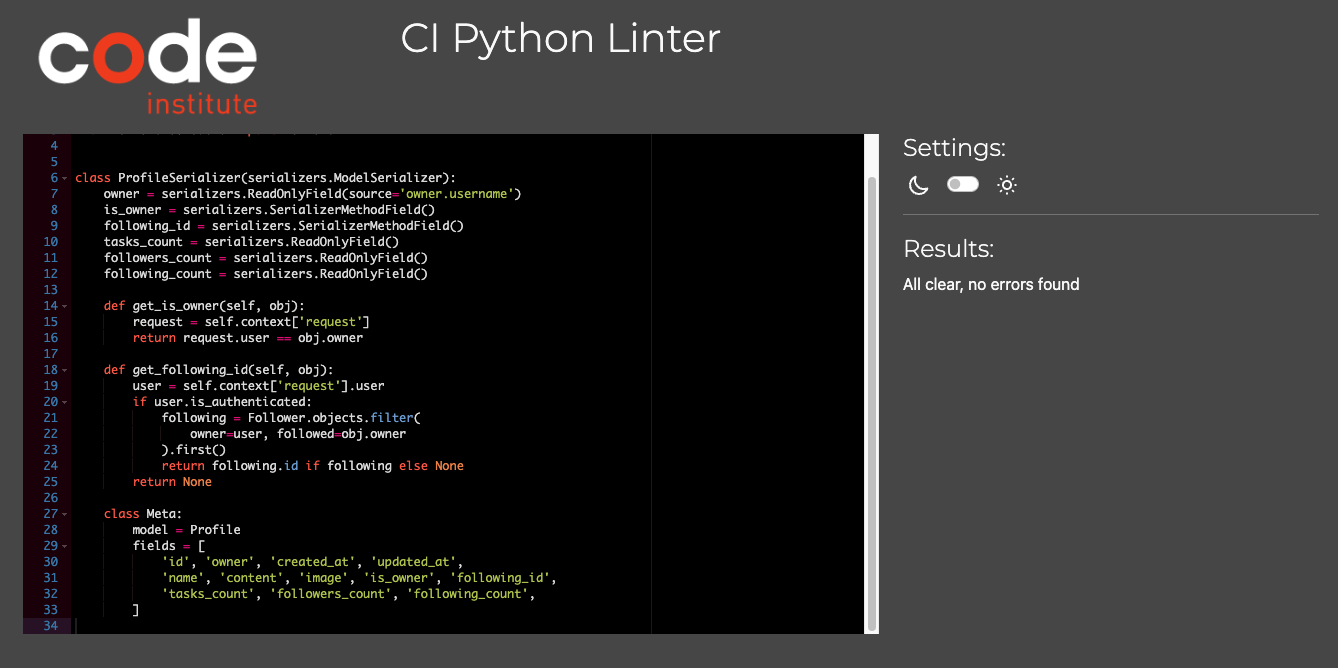 code
institute
CI Python Linter
4
5
6 class ProfileSerializer(serializers.ModelSerializer):
7     owner = serializers.ReadOnlyField(source='owner.username')
8     is_owner = serializers.SerializerMethodField()
9     following_id = serializers.SerializerMethodField()
10     tasks_count = serializers.ReadOnlyField()
11     followers_count = serializers.ReadOnlyField()
12     following_count = serializers.ReadOnlyField()
13
14     def get_is_owner(self, obj):
15         request = self.context['request']
16         return request.user == obj.owner
17
18     def get_following_id(self, obj):
19         user = self.context['request'].user
20         if user.is_authenticated:
21             following = Follower.objects.filter(
22                 owner=user, followed=obj.owner
23             ).first()
24             return following.id if following else None
25         return None
26
27     class Meta:
28         model = Profile
29         fields = [
30             'id', 'owner', 'created_at', 'updated_at',
31             'name', 'content', 'image', 'is_owner', 'following_id',
32             'tasks_count', 'followers_count', 'following_count',
33         ]
34
Settings:
Results:
All clear, no errors found